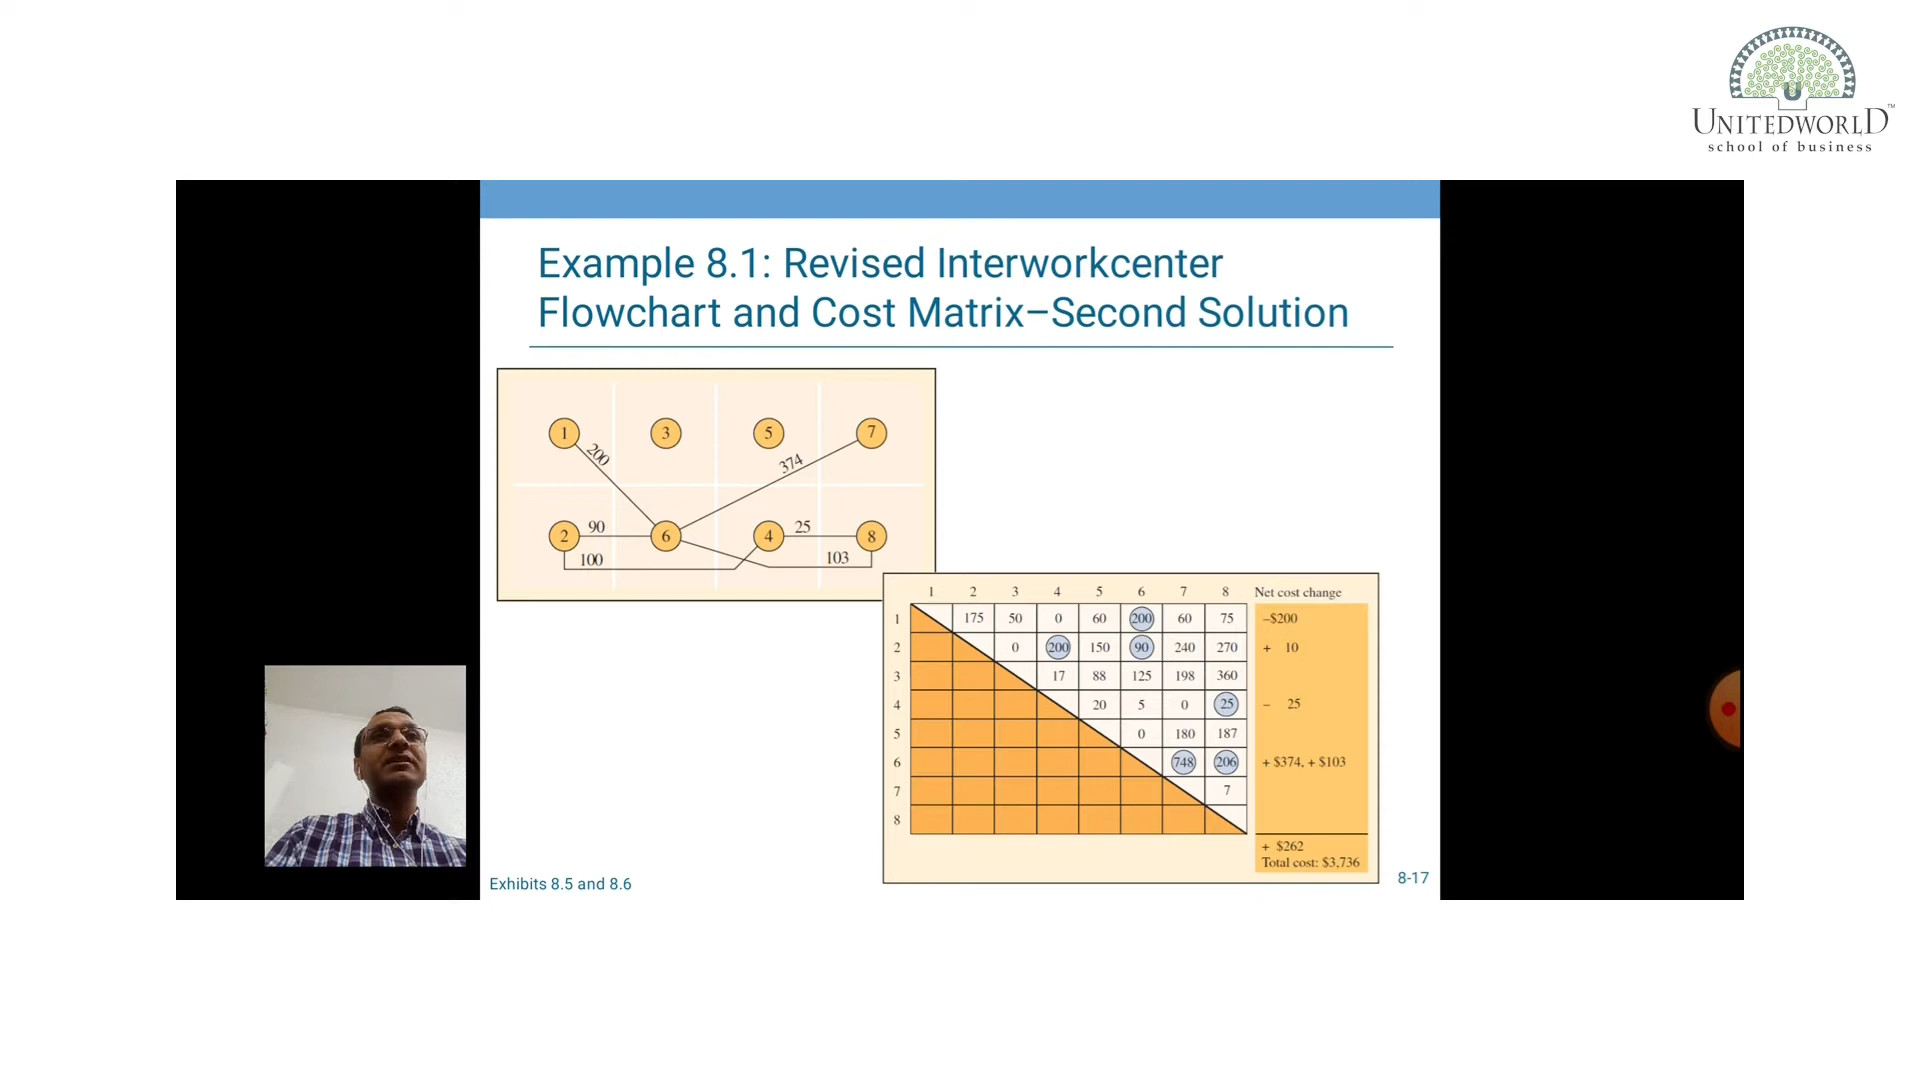 UNITEDWORLD™
school of business
Example 8.1: Revised Interworkcenter
Flowchart and Cost Matrix–Second Solution
1 3 5 7
200
374
2 90 6 4 25 8
100 103
1 2 3 4 5 6 7 8 Net cost change
1 175 50 0 60 200 60 75 –$200
2 0 200 150 90 240 270 + 10
3 17 88 125 198 360
4 20 5 0 25 – 25
5 0 180 187
6 748 206 + $374, + $103
7 7
8
+ $262
Total cost: $3,736
Exhibits 8.5 and 8.6
8-17